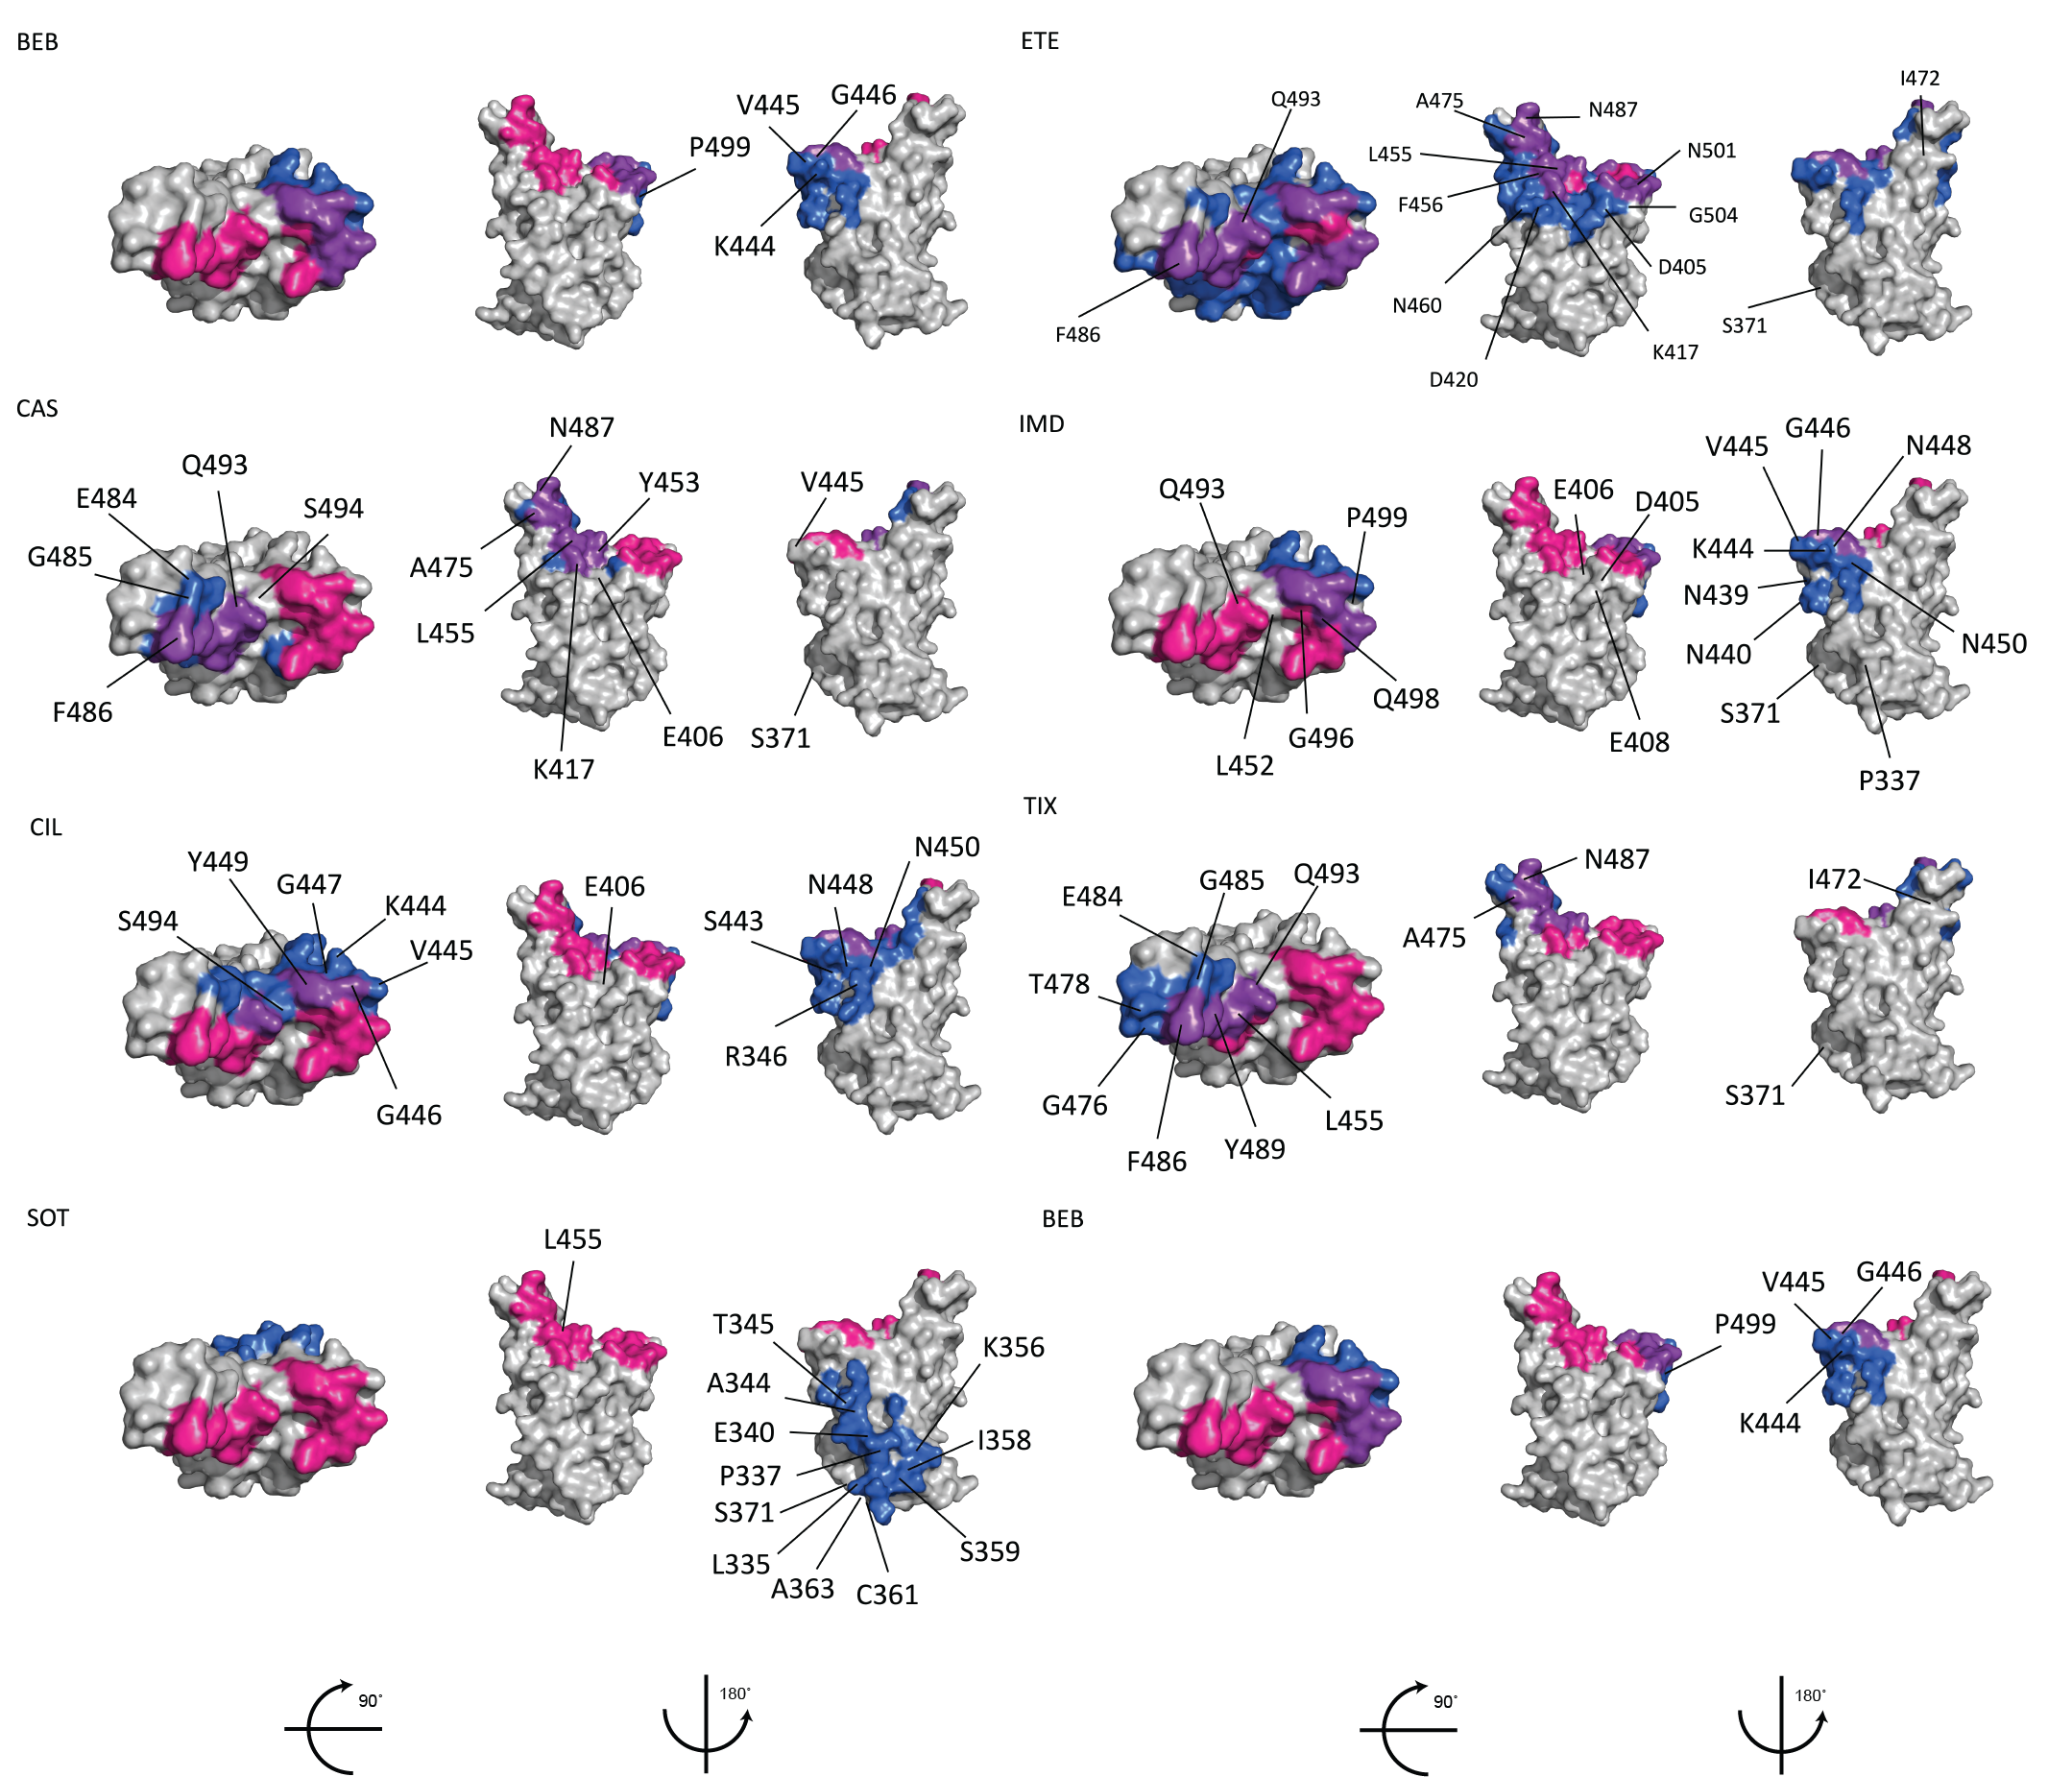 BEB
V445
G446
P499
K444
ETE
Q493
A475
N487
I472
L455
N501
F456
G504
D405
N460
S371
F486
K417
D420
CAS
N487
Q493
Y453
E484
S494
V445
G485
A475
L455
F486
E406
S371
K417
IMD
G446
V445
N448
Q493
E406
D405
P499
K444
N439
N440
N450
Q498
S371
G496
E408
L452
P337
CIL
Y449
G447
N450
E406
N448
S494
K444
S443
V445
R346
G446
TIX
N487
G485
Q493
I472
E484
A475
T478
S371
G476
L455
Y489
F486
SOT
L455
T345
K356
A344
E340
I358
P337
S371
S359
L335
A363
C361
BEB
V445
G446
P499
K444
90°
180°
90°
180°